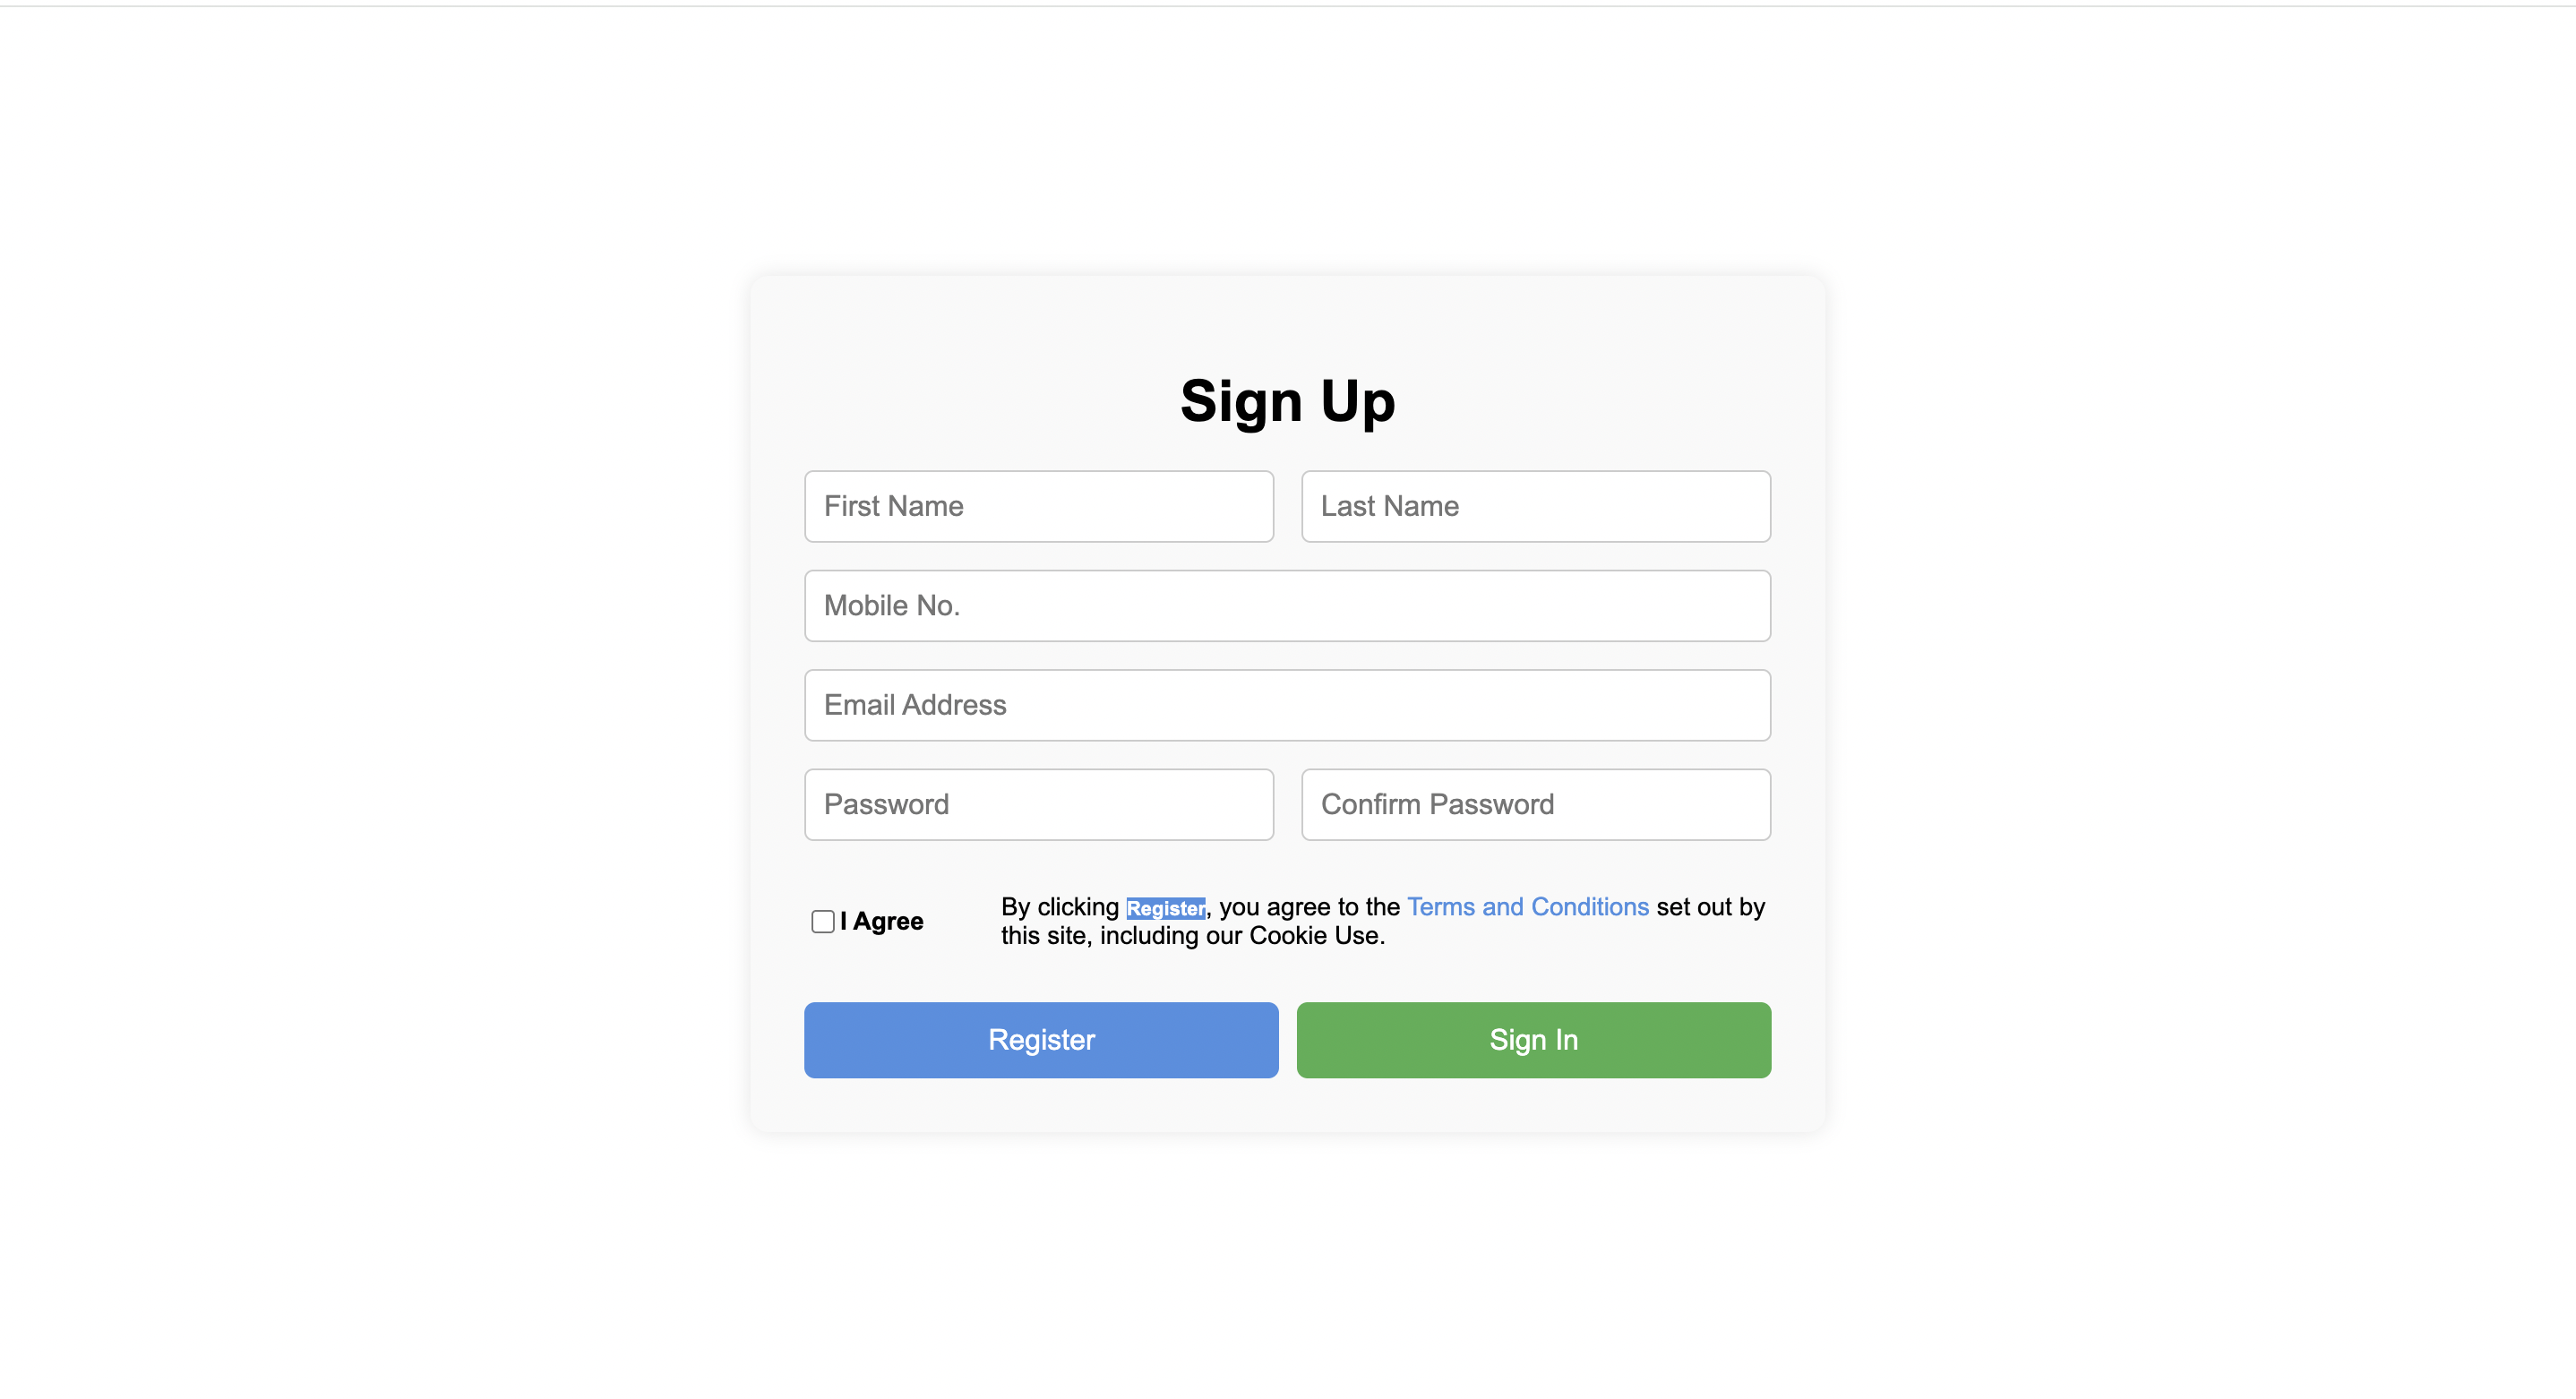 Sign Up
First Name Last Name
Mobile No.
Email Address
Password Confirm Password
I Agree
By clicking Register, you agree to the Terms and Conditions set out by
this site, including our Cookie Use.
Register Sign In